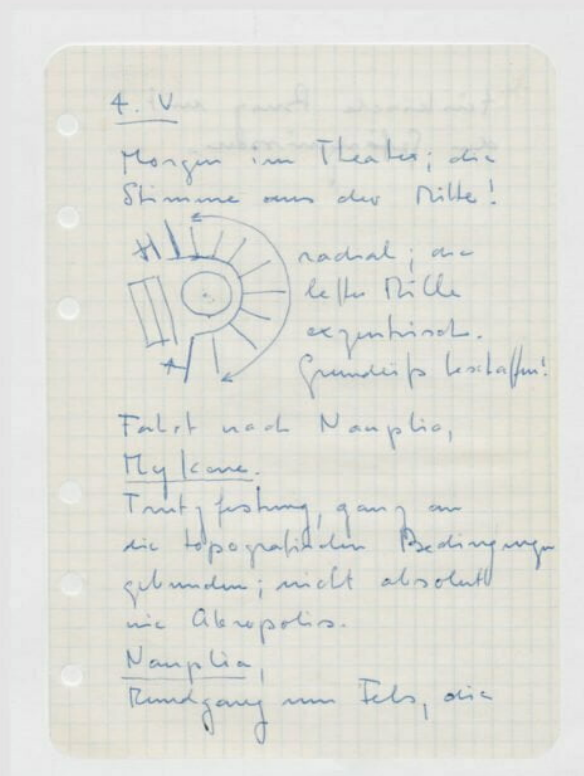 4. V
Morgen im Theater; die
Stimme aus der Mitte!
radial; die
letzte Mitte
exzentrisch.
Grundriß beschaffen!
Fahrt nach Nauplia,
Mykene.
Trutzfestung, ganz an
die topografischen Bedingungen
gebunden; nicht absolut
wie Akropolis.
Nauplia,
Rundgang um Fels, die